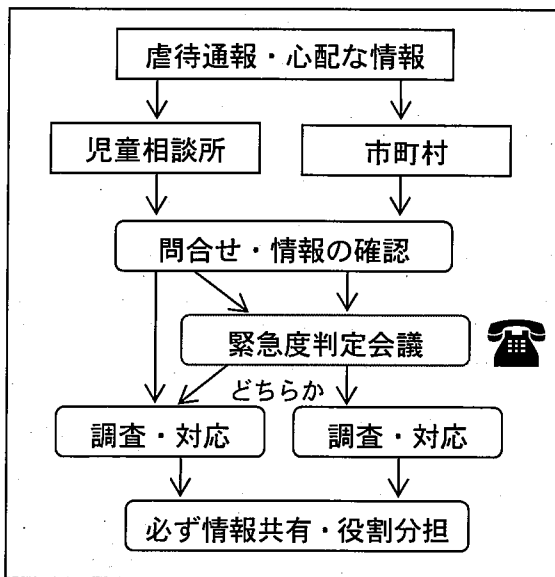 虐待通報・心配な情報
児童相談所
市町村
問合せ・情報の確認
緊急度判定会議
どちらか
調査・対応
調査・対応
必ず情報共有・役割分担